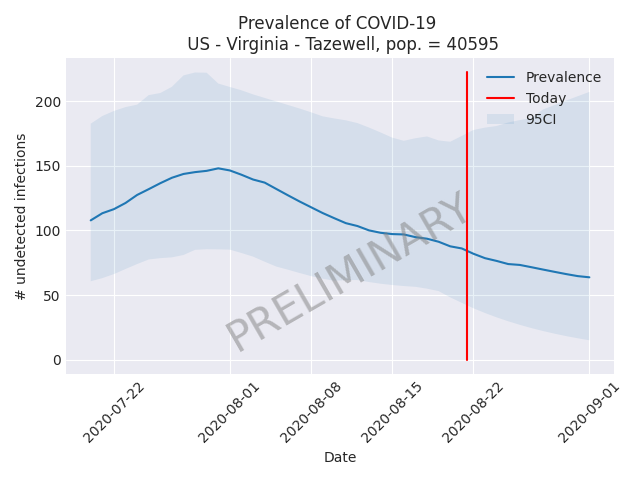 Prevalence of COVID-19
US - Virginia - Tazewell, pop. = 40595
Prevalence
Today
95CI
200
150
100
50
0
# undetected infections
PRELIMINARY
2020-07-22
2020-08-01
2020-08-08
2020-08-15
2020-08-22
2020-09-01
Date